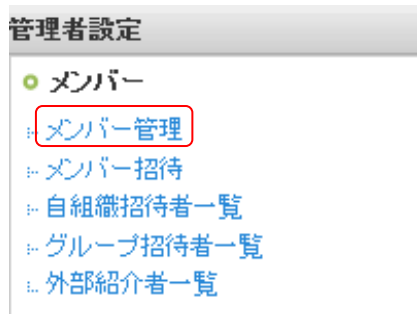 管理者設定
メンバー
メンバー管理
メンバー招待
自組織招待者一覧
グループ招待者一覧
外部紹介者一覧